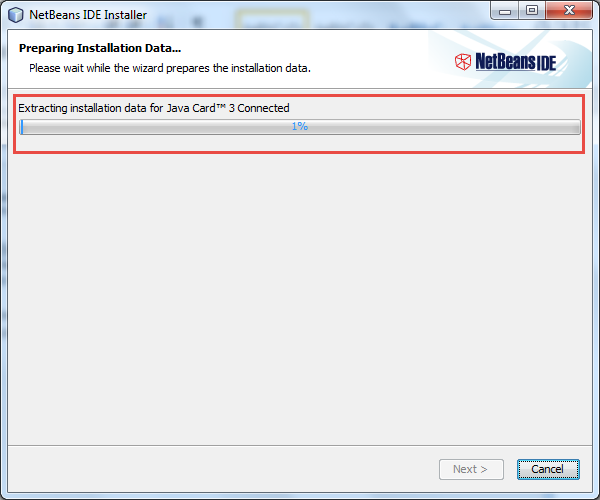 NetBeans IDE Installer
Preparing Installation Data...
Please wait while the wizard prepares the installation data.
NetBeans IDE
Extracting installation data for Java Card™ 3 Connected
1%
Next >
Cancel